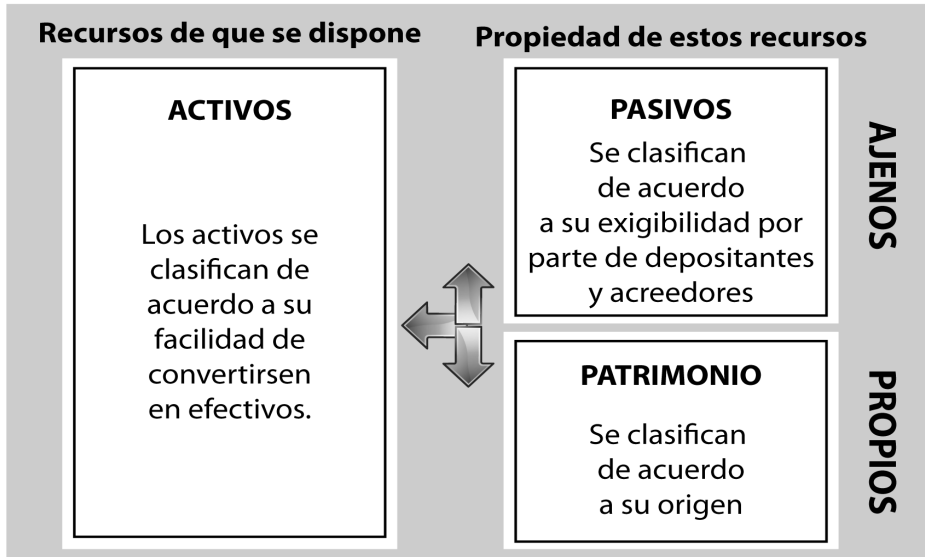 Recursos de que se dispone
ACTIVOS
Los activos se
clasifican de
acuerdo a su
facilidad de
convertirsen
en efectivos.
Propiedad de estos recursos
PASIVOS
Se clasifican
de acuerdo
a su exigibilidad por
parte de depositantes
y acreedores
AJENOS
PATRIMONIO
Se clasifican
de acuerdo
a su origen
PROPIOS